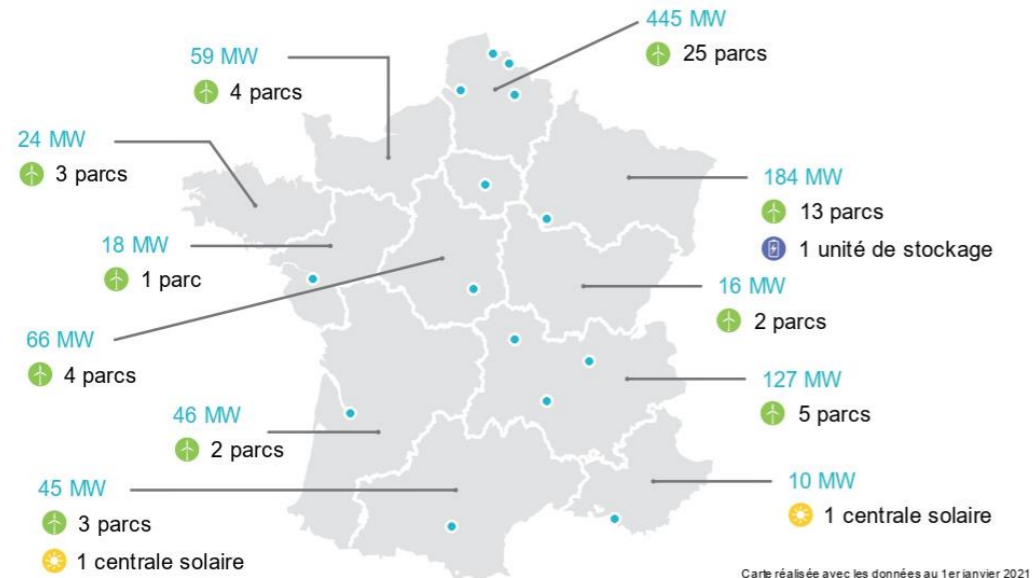 445 MW
25 parcs
59 MW
4 parcs
24 MW
3 parcs
184 MW
13 parcs
1 unité de stockage
18 MW
1 parc
16 MW
2 parcs
66 MW
4 parcs
127 MW
5 parcs
46 MW
2 parcs
45 MW
3 parcs
1 centrale solaire
10 MW
1 centrale solaire
Carte réalisée avec les données au 1er janvier 2021